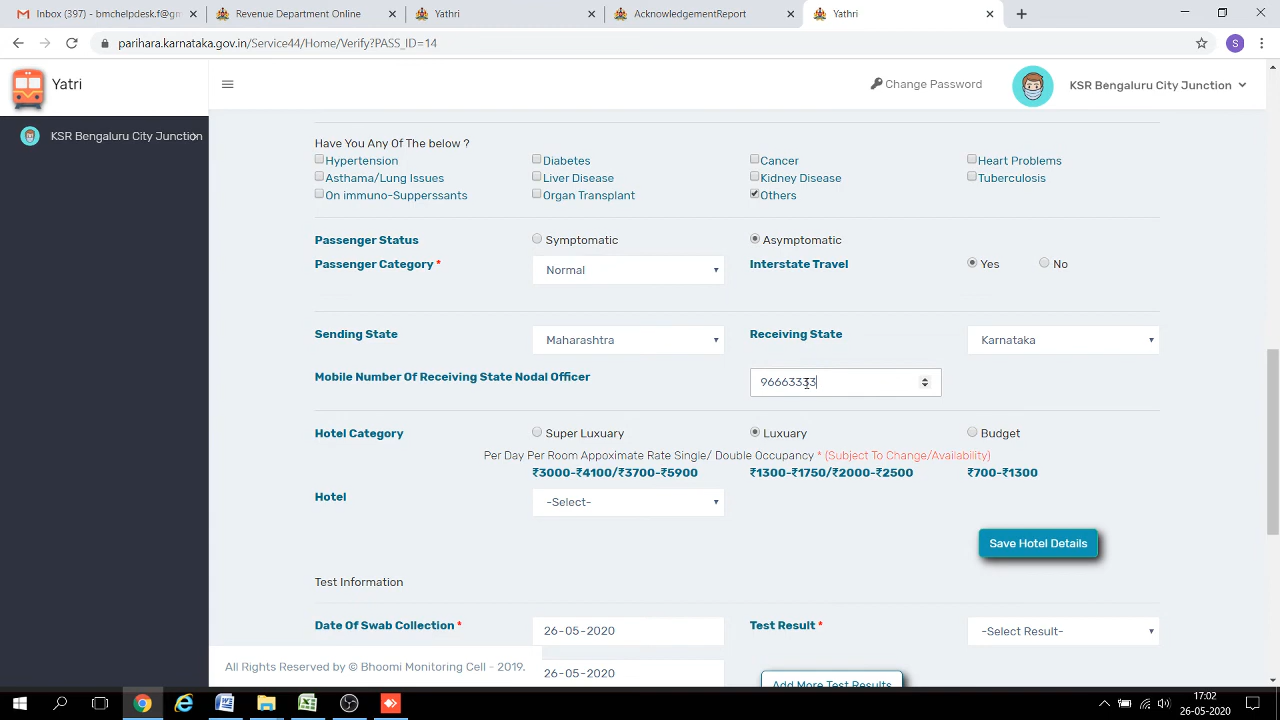 Inbox (397) - bmchelpdesk.f@gm
Revenue Department Online
Yathri
AcknowledgementReport
Yathri
parihara.karnataka.gov.in/Service44/Home/Verify?PASS_ID=14
S
Yatri
Change Password
KSR Bengaluru City Junction
KSR Bengaluru City Junction
Have You Any Of The below ?
Hypertension
Diabetes
Cancer
Heart Problems
Asthama/Lung Issues
Liver Disease
Kidney Disease
Tuberculosis
On immuno-Supperssants
Organ Transplant
Others
Passenger Status
Symptomatic
Asymptomatic
Passenger Category *
Normal
Interstate Travel
Yes
No
Sending State
Maharashtra
Receiving State
Karnataka
Mobile Number Of Receiving State Nodal Officer
96663333
Hotel Category
Super Luxuary
Luxuary
Budget
Per Day Per Room Appoximate Rate Single/ Double Occupancy * (Subject To Change/Availability)
₹3000-₹4100/₹3700-₹5900
₹1300-₹1750/₹2000-₹2500
₹700-₹1300
Hotel
-Select-
Save Hotel Details
Test Information
Date Of Swab Collection *
26-05-2020
Test Result *
-Select Result-
All Rights Reserved by © Bhoomi Monitoring Cell - 2019.
26-05-2020
Add More Test Results
17:02
26-05-2020